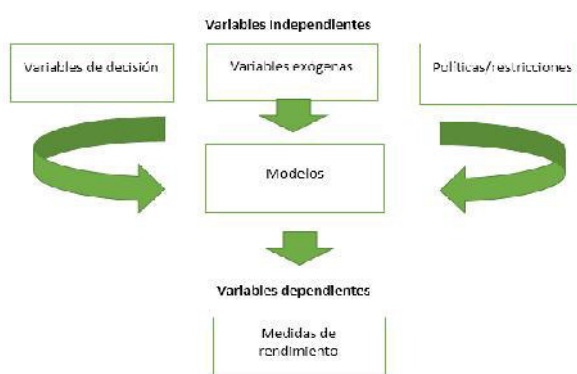 Variables Independientes
Variables de decisión
Variables exógenas
Políticas/restricciones
Modelos
Variables dependientes
Medidas de
rendimiento